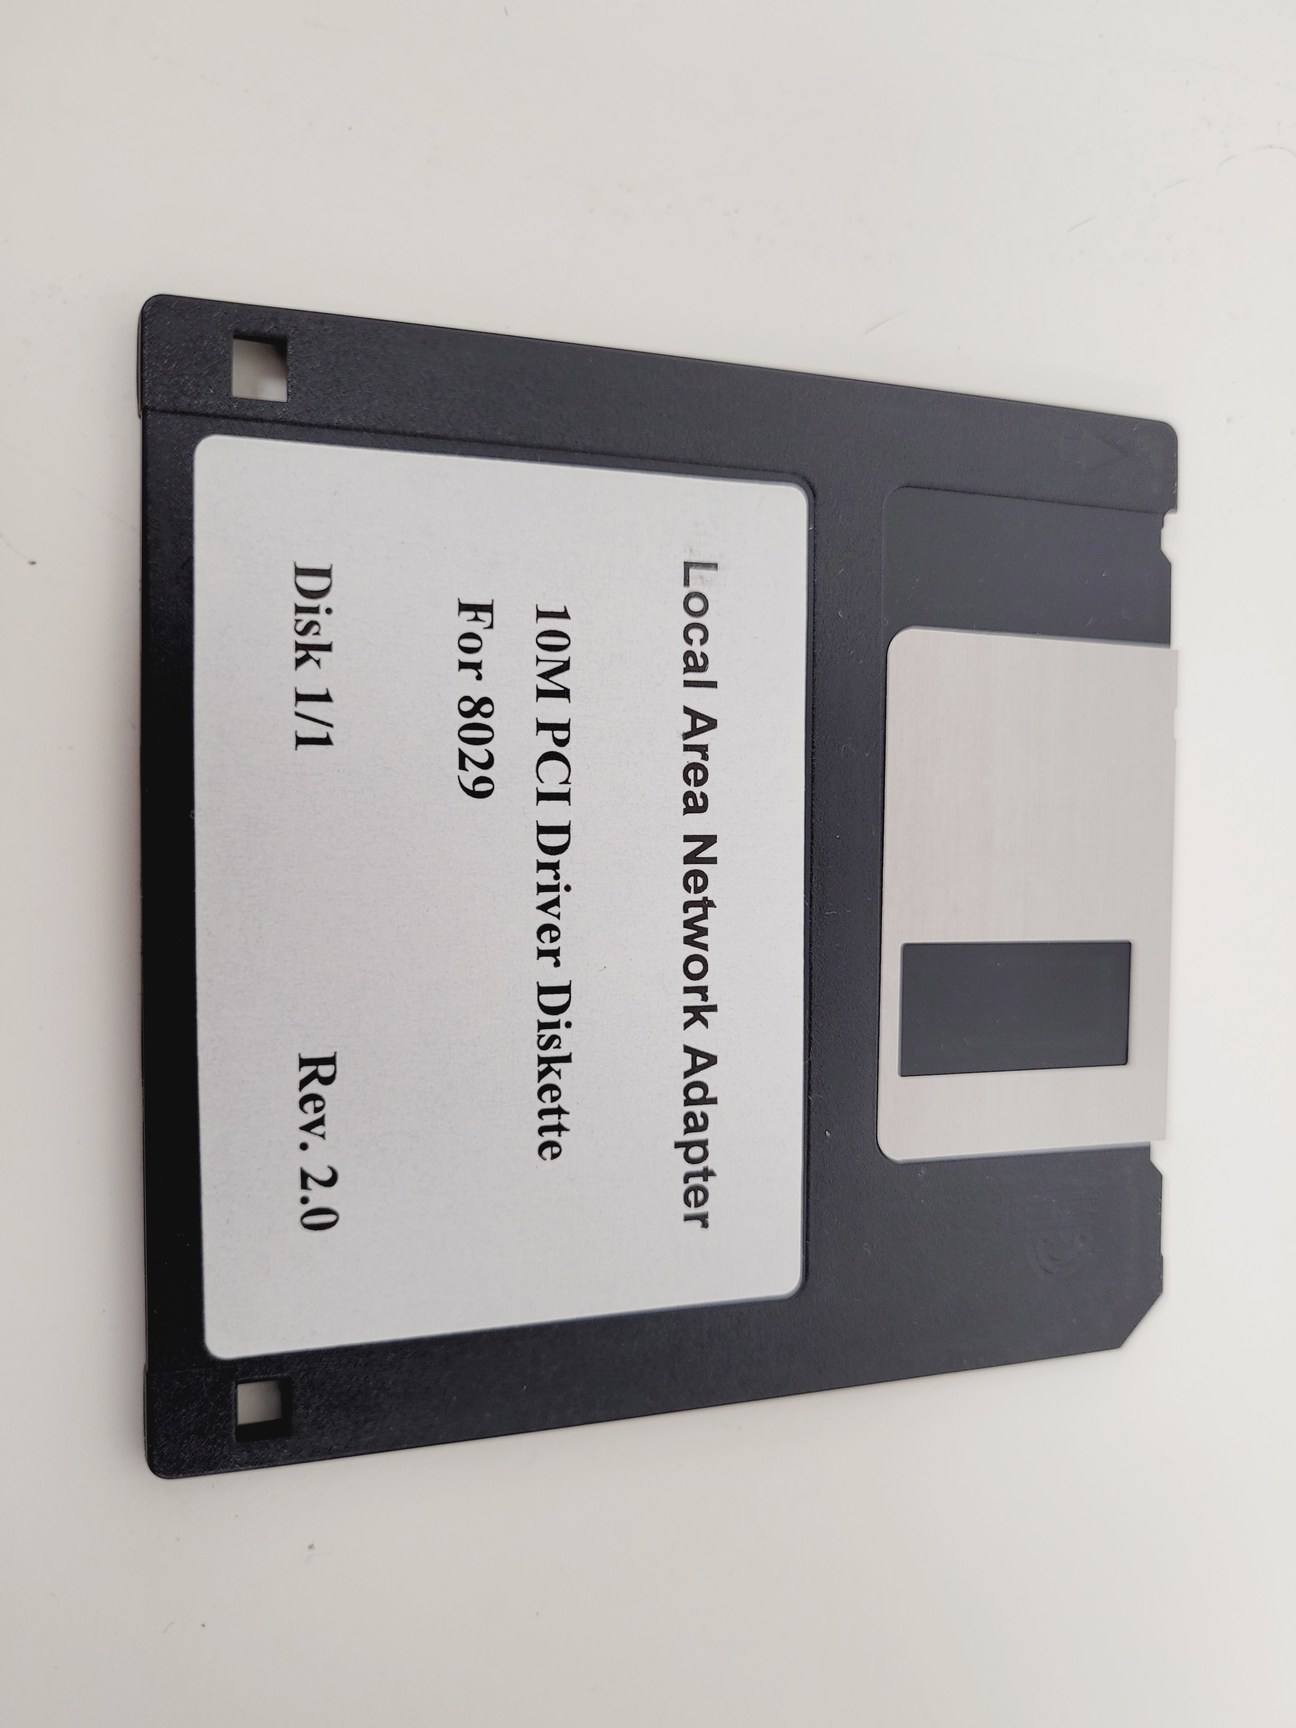 Local Area Network Adapter
10M PCI Driver Diskette
For 8029
Disk 1/1 Rev. 2.0